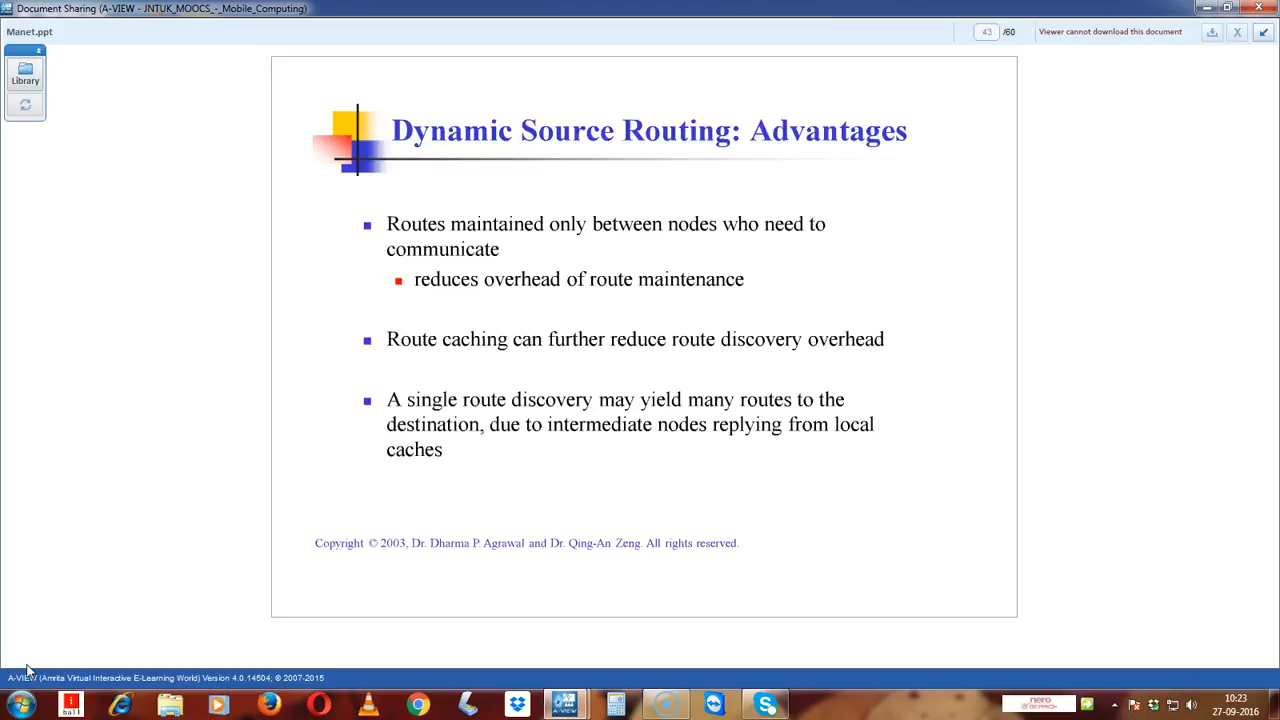 Document Sharing (A-VIEW - JNTUK_MOOCS_-_Mobile_Computing)
Manet.ppt
43 /60
Viewer cannot download this document
X
Library
Dynamic Source Routing: Advantages
Routes maintained only between nodes who need to
communicate
reduces overhead of route maintenance
Route caching can further reduce route discovery overhead
A single route discovery may yield many routes to the
destination, due to intermediate nodes replying from local
caches
Copyright © 2003, Dr. Dharma P. Agrawal and Dr. Qing-An Zeng. All rights reserved.
A-VIEW (Amrita Virtual Interactive E-Learning World) Version 4.0.14504; © 2007-2015
i
ball
A-VIEW
nero
10:23
27-09-2016